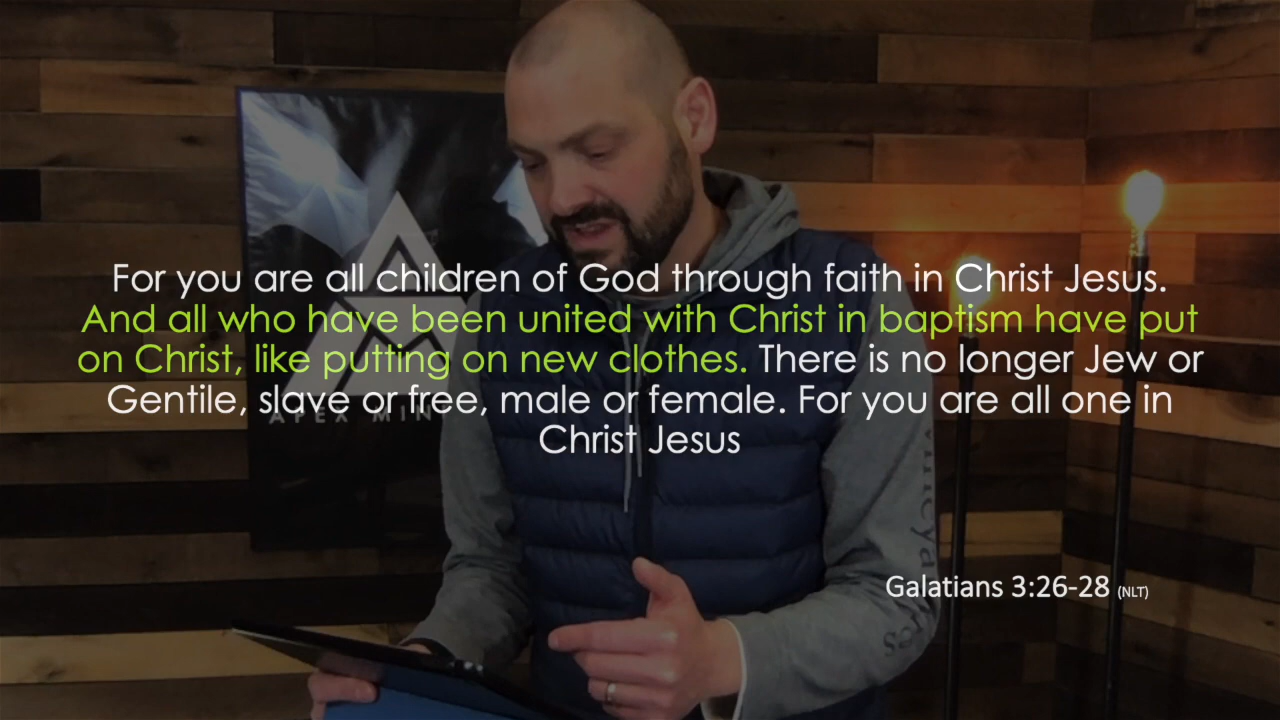 For you are all children of God through faith in Christ Jesus.
And all who have been united with Christ in baptism have put
on Christ, like putting on new clothes. There is no longer Jew or
Gentile, slave or free, male or female. For you are all one in
Christ Jesus
APEX MIN
Galatians 3:26-28 (NLT)